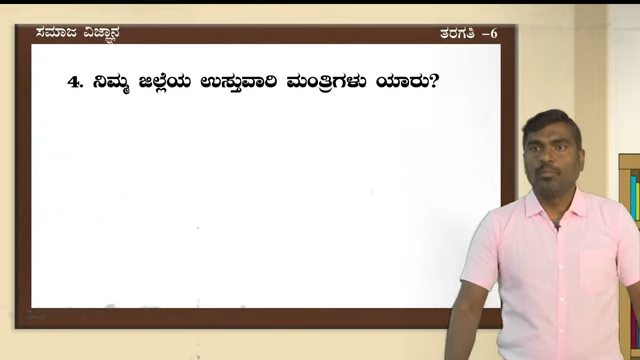 ಸಮಾಜ ವಿಜ್ಞಾನ
ತರಗತಿ -6
4. ನಿಮ್ಮ ಜಿಲ್ಲೆಯ ಉಸ್ತುವಾರಿ ಮಂತ್ರಿಗಳು ಯಾರು?